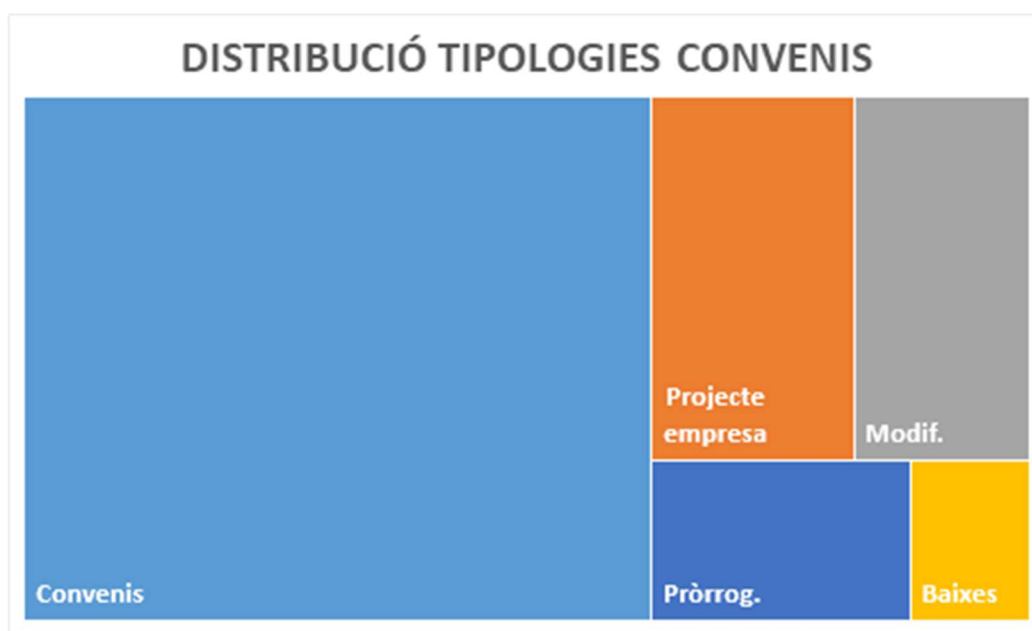 DISTRIBUCIÓ TIPOLOGIES CONVENIS
Convenis
Projecte
empresa
Modif.
Pròrrog.
Baixes